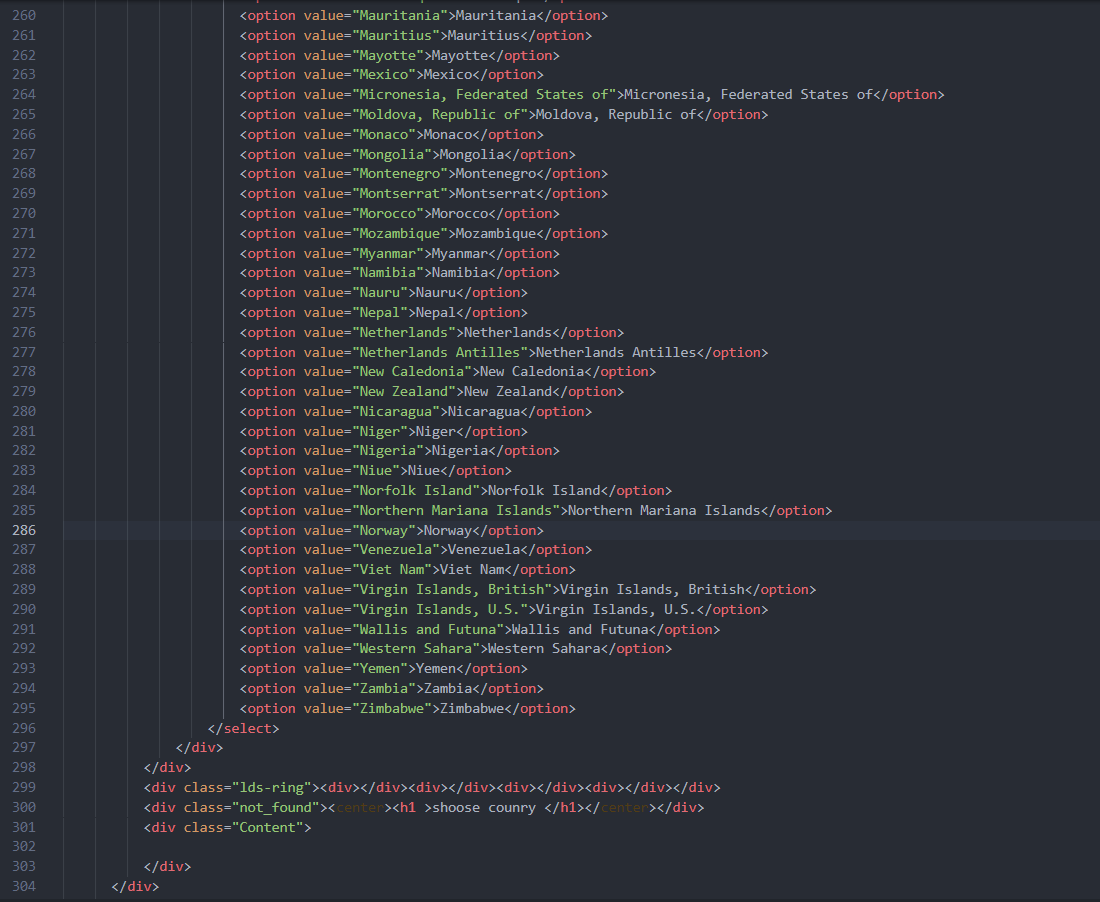 260 <option value="Mauritania">Mauritania</option>
261 <option value="Mauritius">Mauritius</option>
262 <option value="Mayotte">Mayotte</option>
263 <option value="Mexico">Mexico</option>
264 <option value="Micronesia, Federated States of">Micronesia, Federated States of</option>
265 <option value="Moldova, Republic of">Moldova, Republic of</option>
266 <option value="Monaco">Monaco</option>
267 <option value="Mongolia">Mongolia</option>
268 <option value="Montenegro">Montenegro</option>
269 <option value="Montserrat">Montserrat</option>
270 <option value="Morocco">Morocco</option>
271 <option value="Mozambique">Mozambique</option>
272 <option value="Myanmar">Myanmar</option>
273 <option value="Namibia">Namibia</option>
274 <option value="Nauru">Nauru</option>
275 <option value="Nepal">Nepal</option>
276 <option value="Netherlands">Netherlands</option>
277 <option value="Netherlands Antilles">Netherlands Antilles</option>
278 <option value="New Caledonia">New Caledonia</option>
279 <option value="New Zealand">New Zealand</option>
280 <option value="Nicaragua">Nicaragua</option>
281 <option value="Niger">Niger</option>
282 <option value="Nigeria">Nigeria</option>
283 <option value="Niue">Niue</option>
284 <option value="Norfolk Island">Norfolk Island</option>
285 <option value="Northern Mariana Islands">Northern Mariana Islands</option>
286 <option value="Norway">Norway</option>
287 <option value="Venezuela">Venezuela</option>
288 <option value="Viet Nam">Viet Nam</option>
289 <option value="Virgin Islands, British">Virgin Islands, British</option>
290 <option value="Virgin Islands, U.S.">Virgin Islands, U.S.</option>
291 <option value="Wallis and Futuna">Wallis and Futuna</option>
292 <option value="Western Sahara">Western Sahara</option>
293 <option value="Yemen">Yemen</option>
294 <option value="Zambia">Zambia</option>
295 <option value="Zimbabwe">Zimbabwe</option>
296 </select>
297 </div>
298 </div>
299 <div class="lds-ring"><div></div><div></div><div></div><div></div></div>
300 <div class="not_found"><center><h1 >shoose counry </h1></center></div>
301 <div class="Content">
302
303 </div>
304 </div>